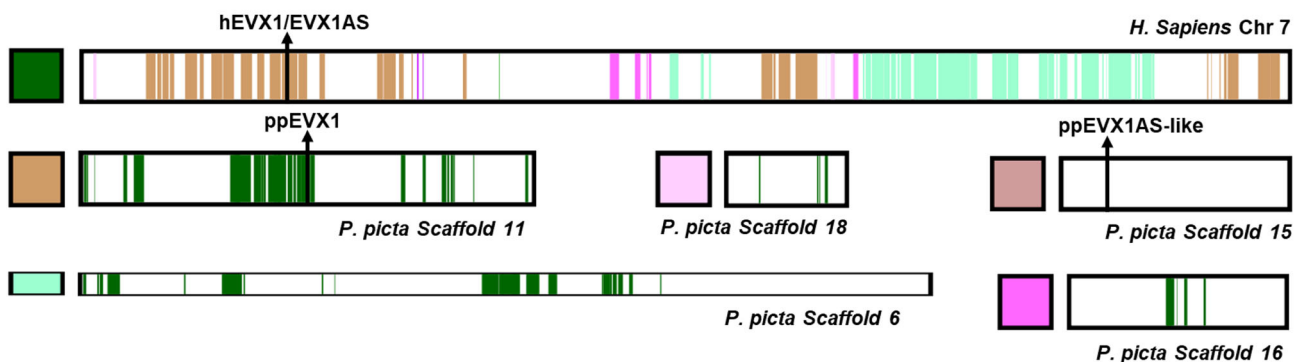 hEVX1/EVX1AS
H. Sapiens Chr 7
ppEVX1
ppEVX1AS-like
P. picta Scaffold 11
P. picta Scaffold 18
P. picta Scaffold 15
P. picta Scaffold 6
P. picta Scaffold 16